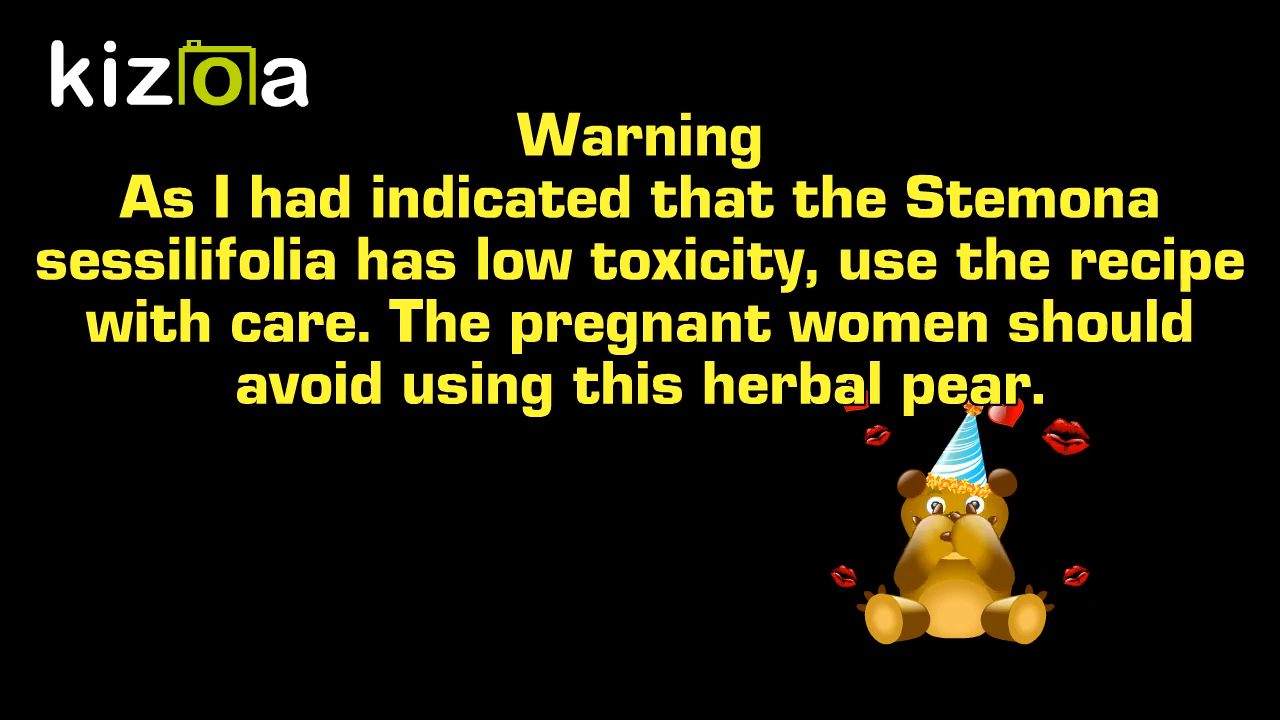 kizoa
Warning
As I had indicated that the Stemona
sessilifolia has low toxicity, use the recipe
with care. The pregnant women should
avoid using this herbal pear.